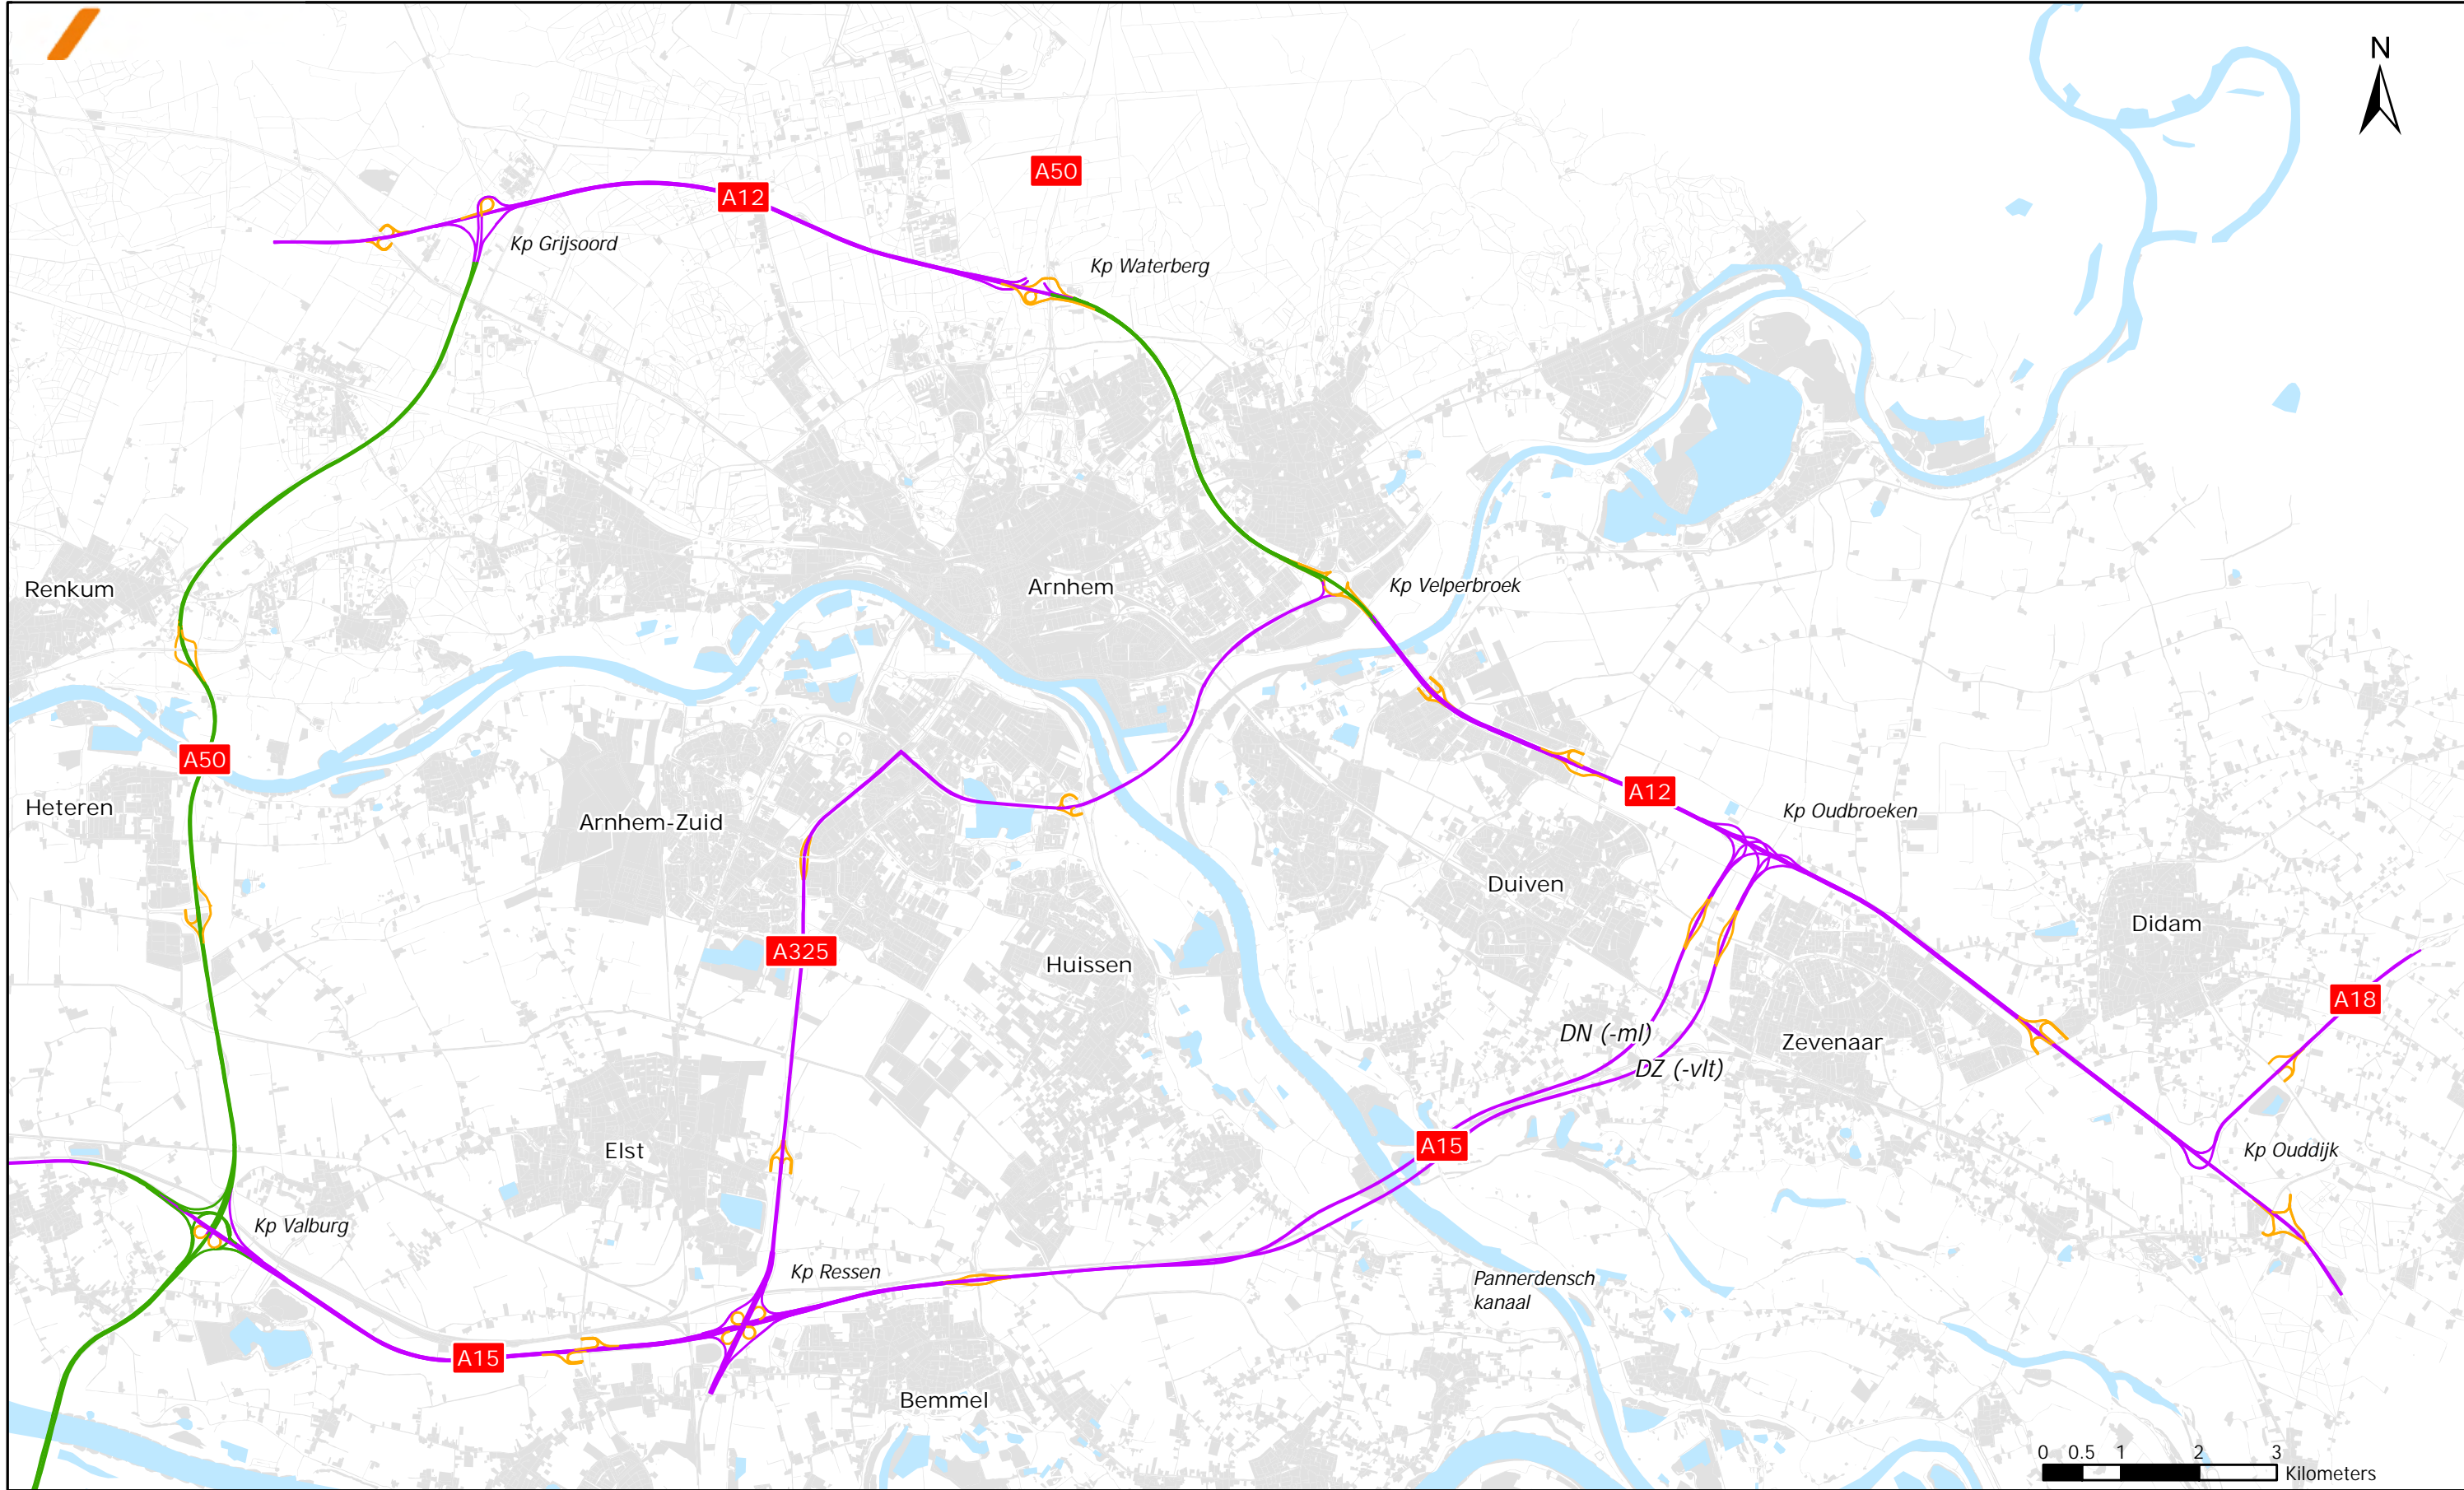 N
A50
A12
Kp Grijsoord
Kp Waterberg
Renkum
Arnhem
Kp Velperbroek
A50
A12
Heteren
Arnhem-Zuid
Kp Oudbroeken
Duiven
Didam
A325
Huissen
A18
DN (-ml)
Zevenaar
DZ (-vlt)
Elst
A15
Kp Ouddijk
Kp Valburg
Kp Ressen
Pannerdensch
kanaal
A15
Bemmel
0 0.5 1 2 3
Kilometers